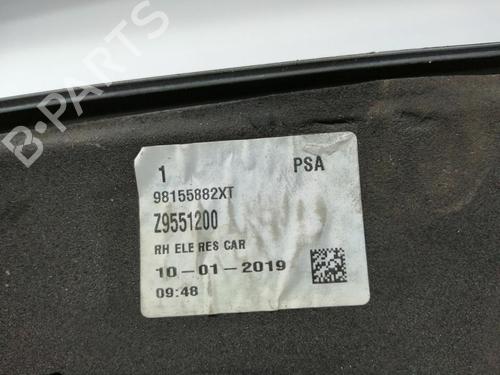 B-PARTS
1 PSA
98155882XT
Z9551200
RH ELE RES CAR
10-01-2019
09:48